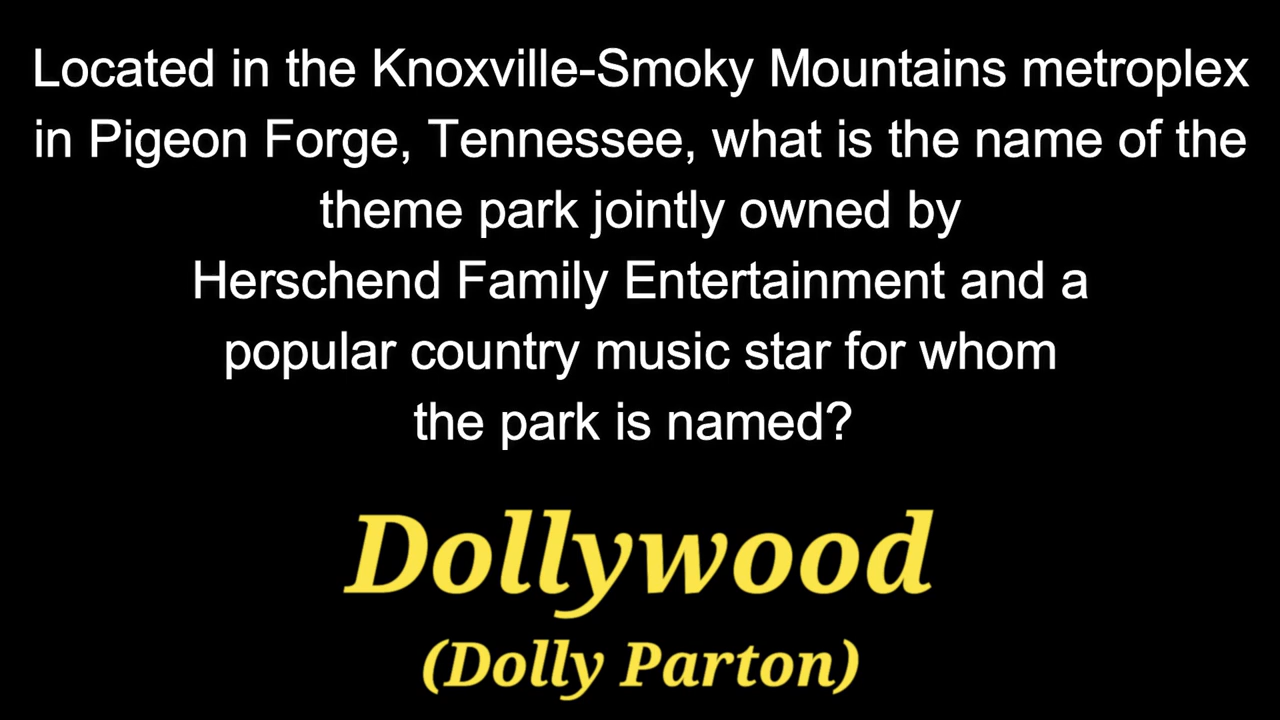 Located in the Knoxville-Smoky Mountains metroplex
in Pigeon Forge, Tennessee, what is the name of the
theme park jointly owned by
Herschend Family Entertainment and a
popular country music star for whom
the park is named?
Dollywood
(Dolly Parton)